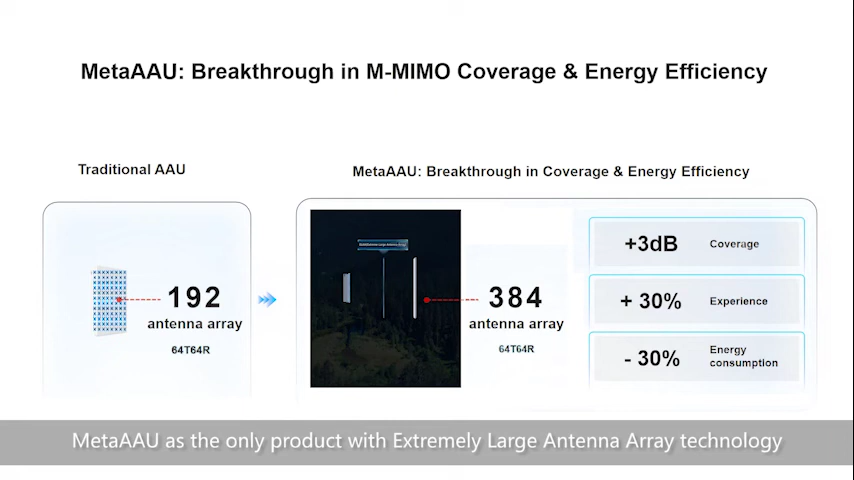 MetaAAU: Breakthrough in M-MIMO Coverage & Energy Efficiency
Traditional AAU
192
antenna array
64T64R
MetaAAU: Breakthrough in Coverage & Energy Efficiency
384
antenna array
64T64R
+3dB Coverage
+ 30% Experience
- 30% Energy
consumption
MetaAAU as the only product with Extremely Large Antenna Array technology